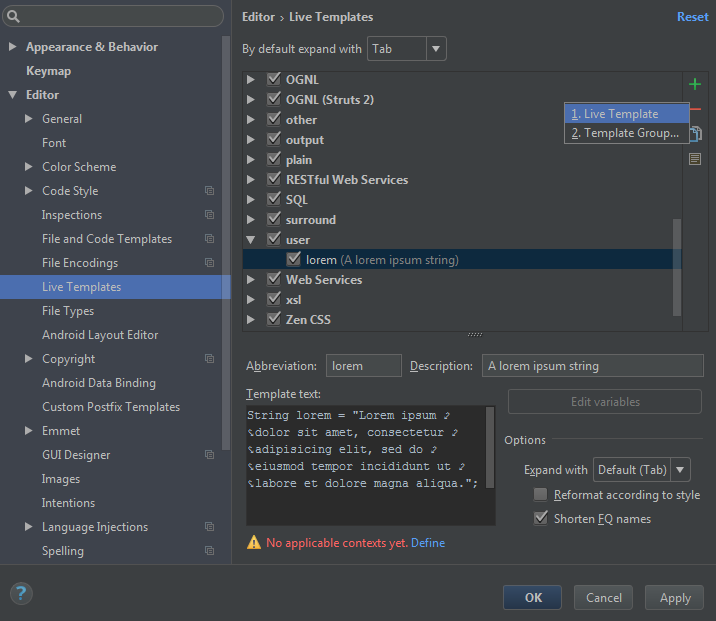 Editor › Live Templates
Reset
By default expand with Tab
Appearance & Behavior
Keymap
Editor
General
Font
Color Scheme
Code Style
Inspections
File and Code Templates
File Encodings
Live Templates
File Types
Android Layout Editor
Copyright
Android Data Binding
Custom Postfix Templates
Emmet
GUI Designer
Images
Intentions
Language Injections
Spelling
OGNL
OGNL (Struts 2)
other
output
plain
RESTful Web Services
SQL
surround
user
lorem (A lorem ipsum string)
Web Services
xsl
Zen CSS
1. Live Template
2. Template Group...
Abbreviation: lorem
Description: A lorem ipsum string
Template text:
String lorem = "Lorem ipsum
dolor sit amet, consectetur
adipisicing elit, sed do
eiusmod tempor incididunt ut
labore et dolore magna aliqua.";
Edit variables
Options
Expand with Default (Tab)
Reformat according to style
Shorten FQ names
No applicable contexts yet. Define
?
OK
Cancel
Apply